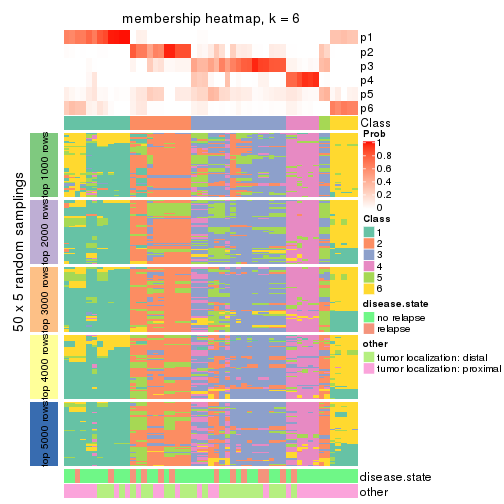 membership heatmap, k = 6
p1
p2
p3
p4
p5
p6
Class
Prob
1
0.8
0.6
0.4
0.2
0
Class
1
2
3
4
5
6
disease.state
no relapse
relapse
other
tumor localization: distal
tumor localization: proximal
50 x 5 random samplings
top 1000 rows
top 2000 rows
top 3000 rows
top 4000 rows
top 5000 rows
disease.state
other